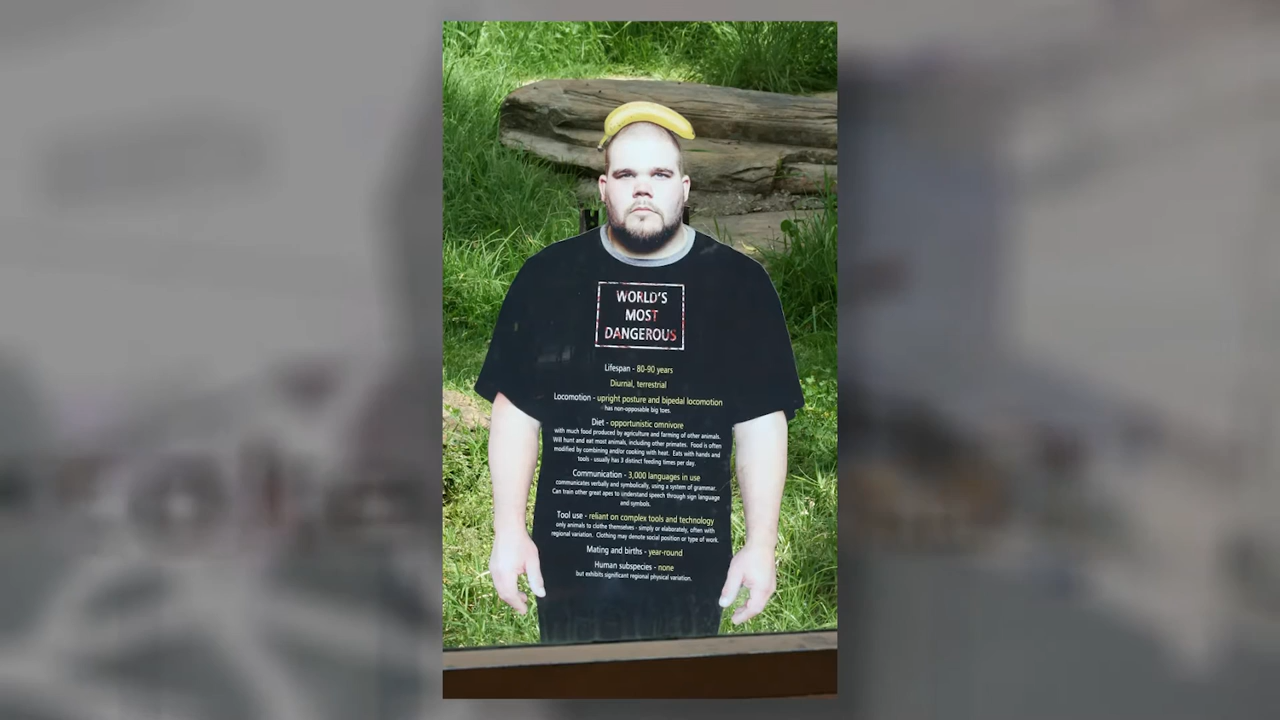 WORLD'S
MOST
DANGEROUS
Lifespan - 80-90 years
Diurnal, terrestrial
Locomotion - upright posture and bipedal locomotion
has non-opposable big toes.
Diet - opportunistic omnivore
with much food produced by agriculture and farming of other animals.
Will hunt and eat most animals, including other primates. Food is often
modified by combining and/or cooking with heat. Eats with hands and
tools - usually has 3 distinct feeding times per day.
Communication - 3,000 languages in use
communicates verbally and symbolically, using a system of grammar.
Can train other great apes to understand speech through sign language
and symbols.
Tool use - reliant on complex tools and technology
only animals to clothe themselves - simply or elaborately, often with
regional variation. Clothing may denote social position or type of work.
Mating and births - year-round
Human subspecies - none
but exhibits significant regional physical variation.